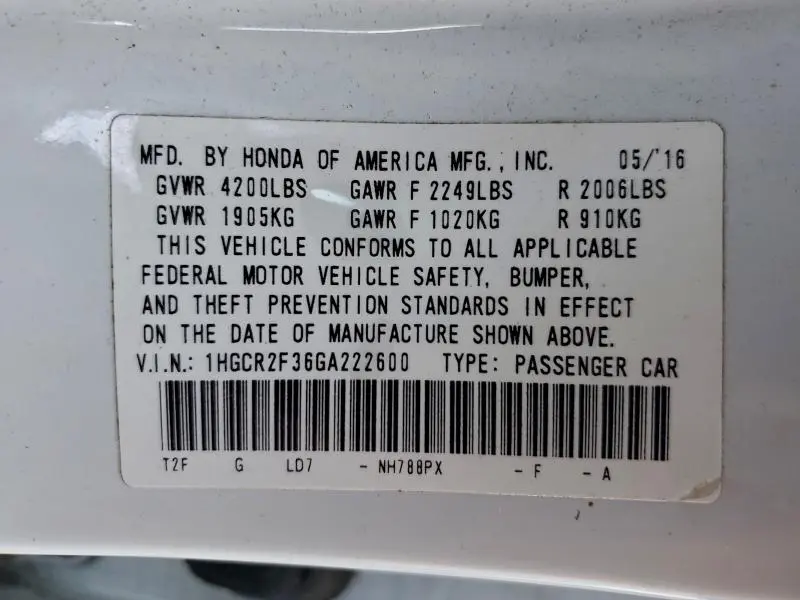 MFD. BY HONDA OF AMERICA MFG., INC. 05/'16
GVWR 4200LBS GAWR F 2249LBS R 2006LBS
GVWR 1905KG GAWR F 1020KG R 910KG
THIS VEHICLE CONFORMS TO ALL APPLICABLE
FEDERAL MOTOR VEHICLE SAFETY, BUMPER,
AND THEFT PREVENTION STANDARDS IN EFFECT
ON THE DATE OF MANUFACTURE SHOWN ABOVE.
V.I.N.: 1HGCR2F36GA222600 TYPE: PASSENGER CAR
T2F G LD7 - NH788PX - F - A